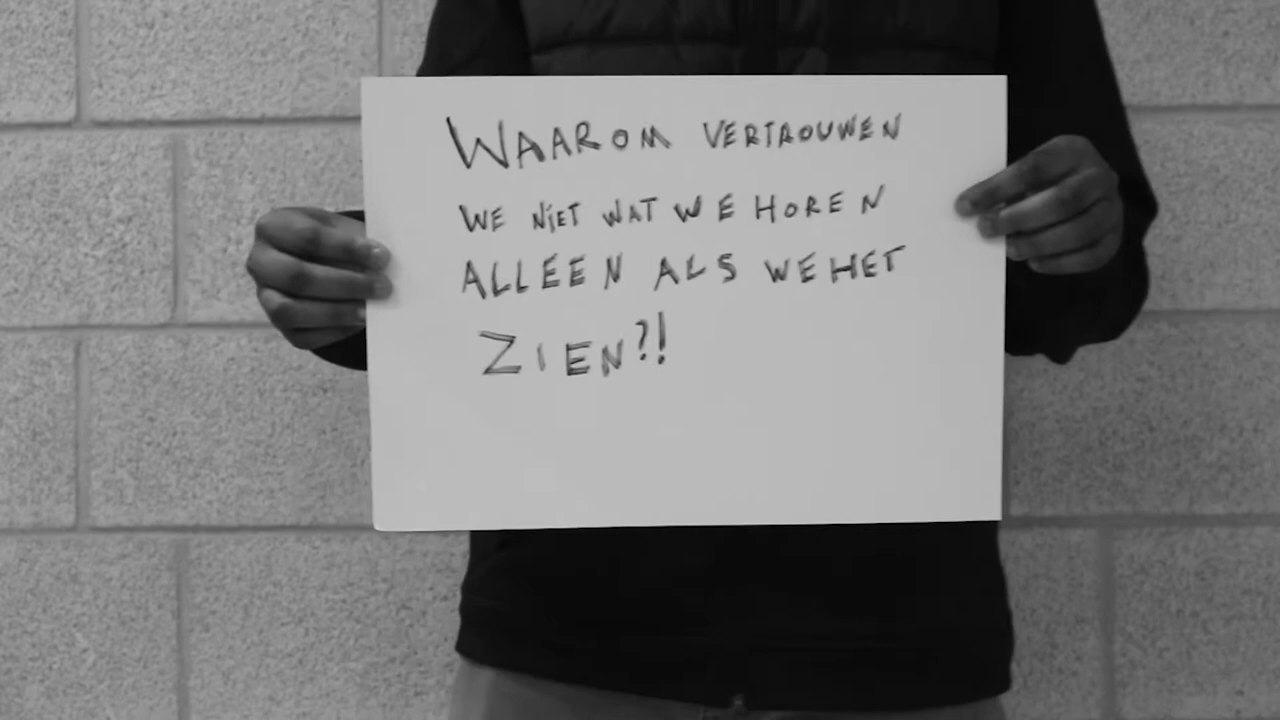 WAAROM VERTROUWEN
WE NIET WAT WE HOREN
ALLEEN ALS WE HET
ZIEN?!